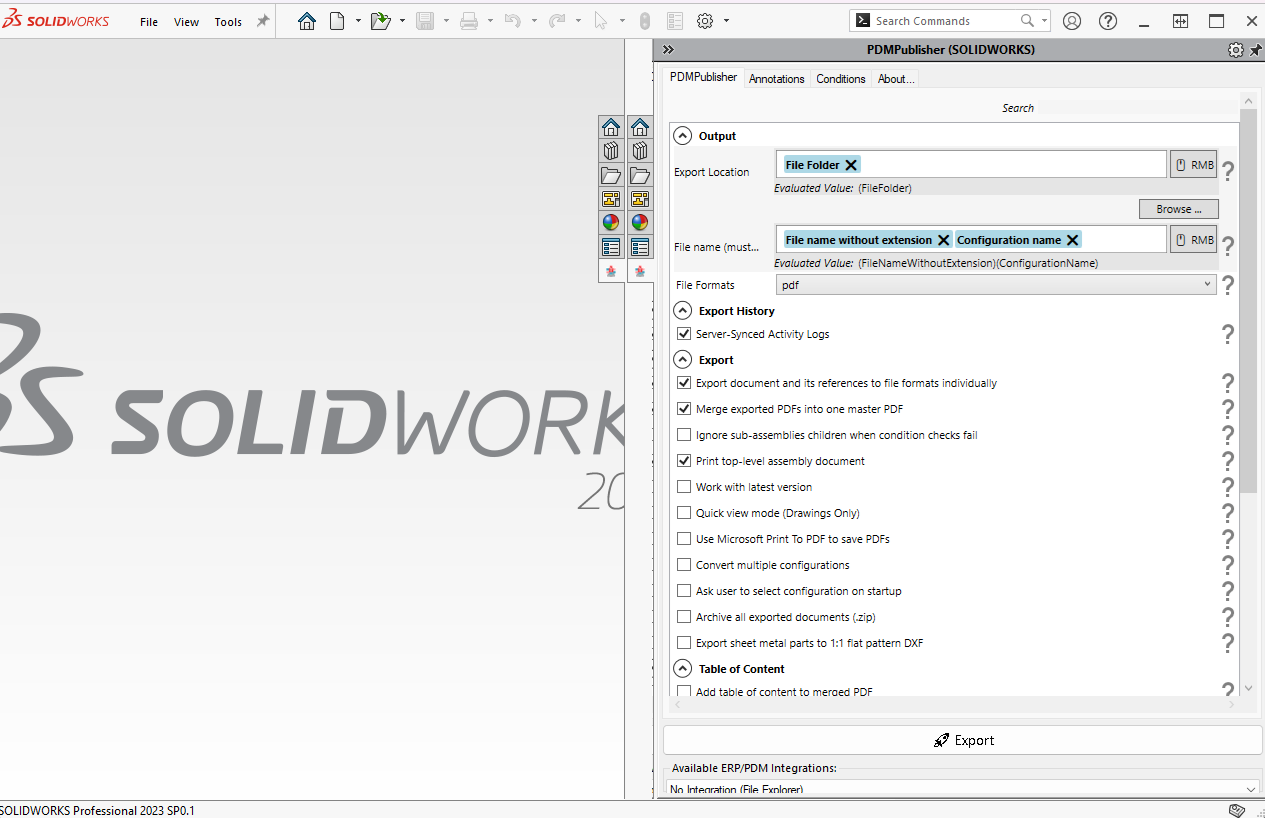 SOLIDWORKS File View Tools Search Commands
PDMPublisher (SOLIDWORKS)
PDMPublisher Annotations Conditions About...
Search
Output
Export Location File Folder RMB ?
Evaluated Value: (FileFolder)
Browse ...
File name (must... File name without extension Configuration name RMB ?
Evaluated Value: (FileNameWithoutExtension)(ConfigurationName)
File Formats pdf ?
Export History
Server-Synced Activity Logs ?
Export
Export document and its references to file formats individually ?
Merge exported PDFs into one master PDF ?
Ignore sub-assemblies children when condition checks fail ?
Print top-level assembly document ?
Work with latest version ?
Quick view mode (Drawings Only) ?
Use Microsoft Print To PDF to save PDFs ?
Convert multiple configurations ?
Ask user to select configuration on startup ?
Archive all exported documents (.zip) ?
Export sheet metal parts to 1:1 flat pattern DXF ?
Table of Content
Add table of content to merged PDF ?
Export
Available ERP/PDM Integrations:
No Integration (File Explorer)
SOLIDWORK
20
SOLIDWORKS Professional 2023 SP0.1